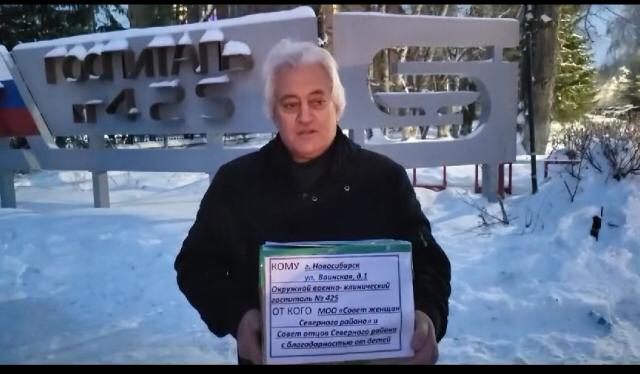 ГОСПИТАЛЬ
№425
КОМУ г. Новосибирск
ул. Воинская, д.1
Окружной военно- клинический
госпиталь № 425
ОТ КОГО МОО «Совет женщин
Северного района» и
Совет отцов Северного района
с благодарностью от детей